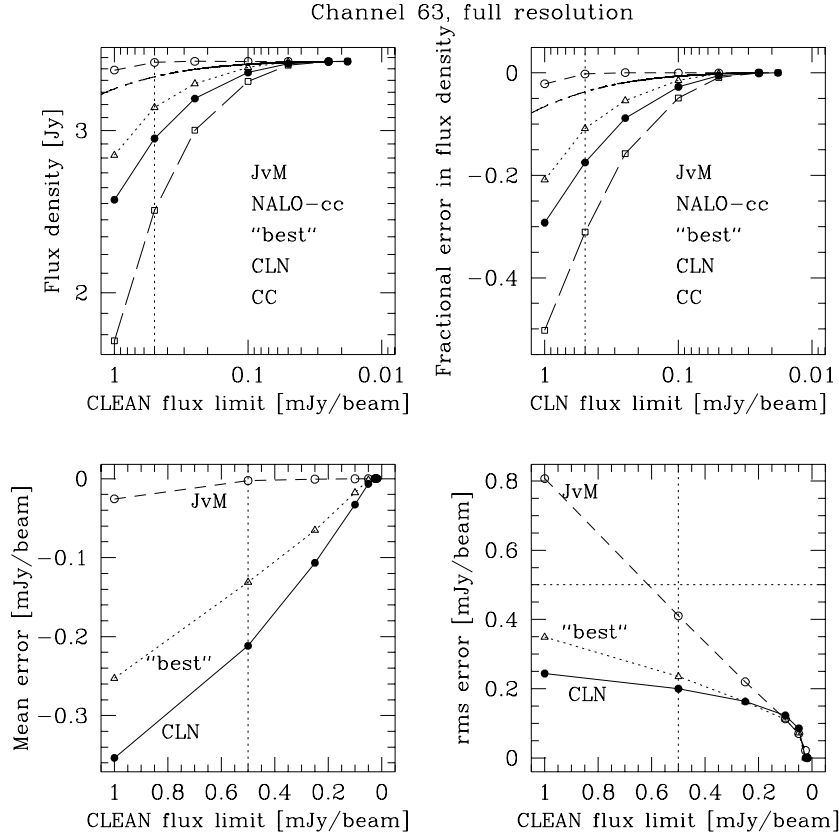 Channel 63, full resolution
Flux density [Jy]
3
2
JvM
NALO-cc
"best"
CLN
CC
1
0.1
0.01
CLEAN flux limit [mJy/beam]
Fractional error in flux density
0
-0.2
-0.4
JvM
NALO-cc
"best"
CLN
CC
1
0.1
0.01
CLN flux limit [mJy/beam]
Mean error [mJy/beam]
0
-0.1
-0.2
-0.3
JvM
"best"
CLN
1 0.8 0.6 0.4 0.2 0
CLEAN flux limit [mJy/beam]
rms error [mJy/beam]
0.8
0.6
0.4
0.2
0
JvM
"best"
CLN
1 0.8 0.6 0.4 0.2 0
CLEAN flux limit [mJy/beam]